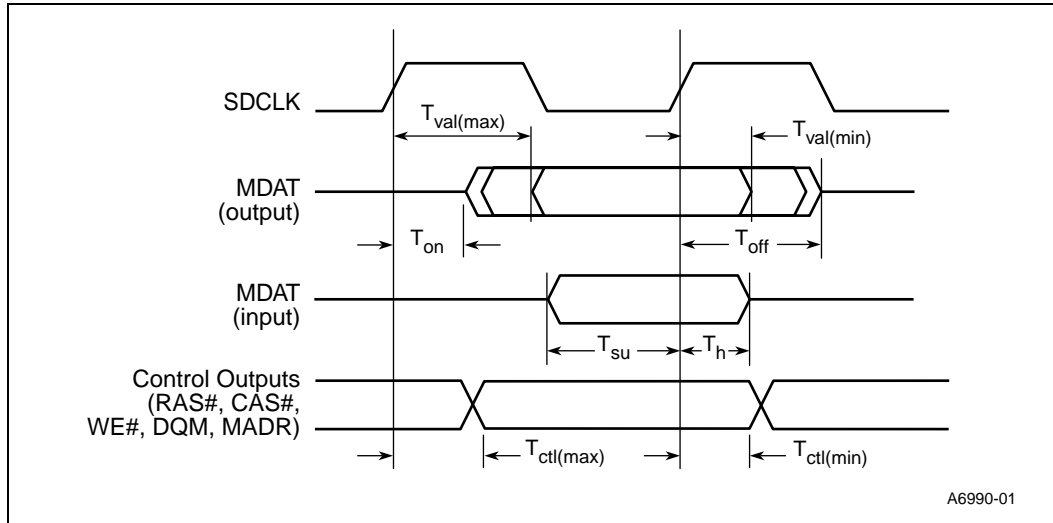 SDCLK
Tval(max)
Tval(min)
MDAT
(output)
Ton
Toff
MDAT
(input)
Tsu
Th
Control Outputs
(RAS#, CAS#,
WE#, DQM, MADR)
Tctl(max)
Tctl(min)
A6990-01